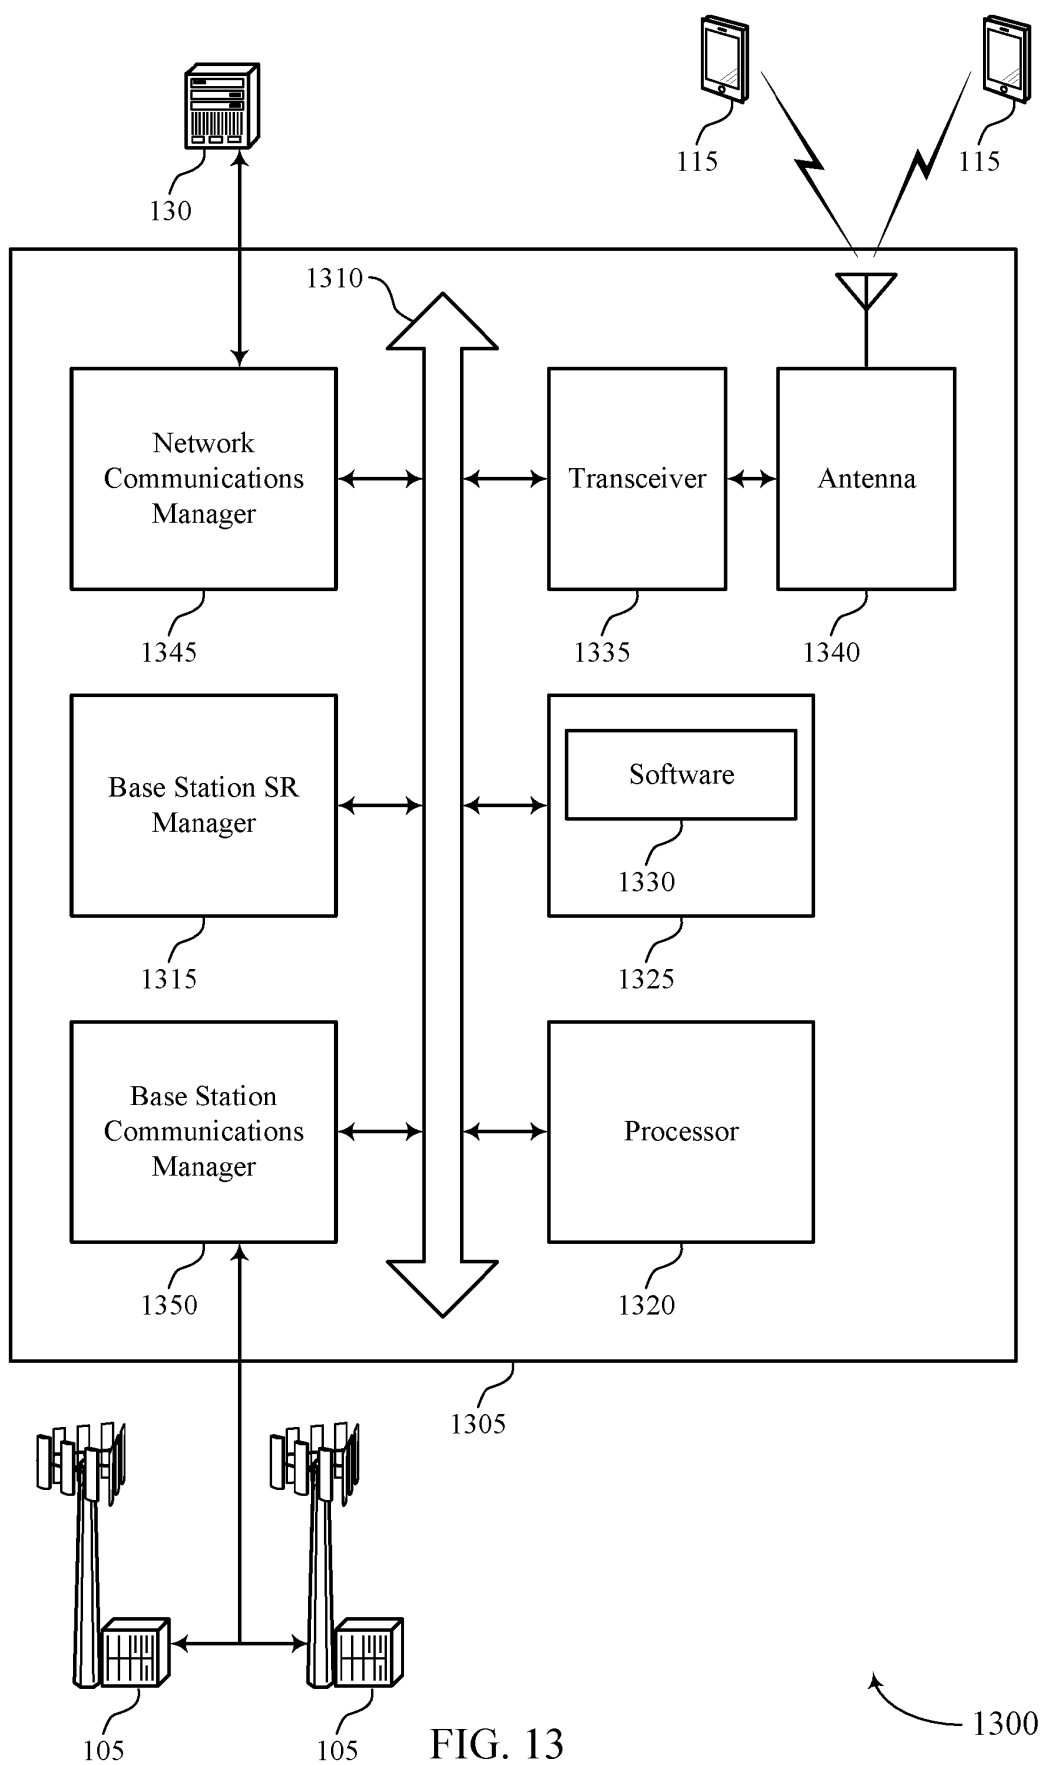 115
115
130
1310
Network
Communications
Manager
Transceiver
Antenna
1345
1335
1340
Base Station SR
Manager
Software
1330
1315
1325
Base Station
Communications
Manager
Processor
1350
1320
1305
105
105
FIG. 13
1300